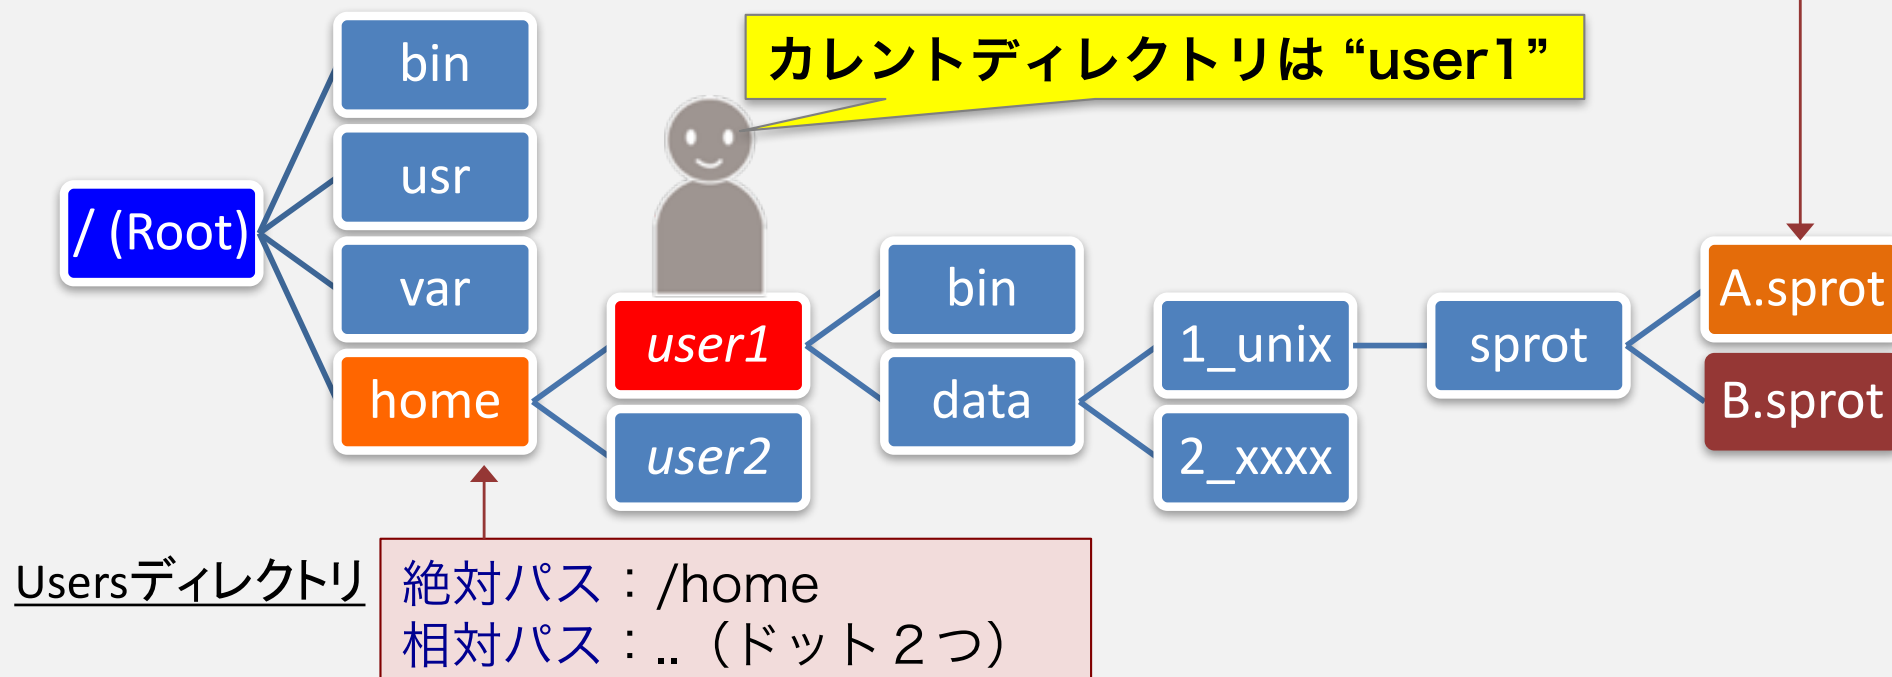 カレントディレクトリは “user1”
/ (Root)
bin
usr
var
home
user1
user2
bin
data
1_unix
2_xxxx
sprot
A.sprot
B.sprot
Usersディレクトリ
絶対パス：/home
相対パス：..（ドット２つ）